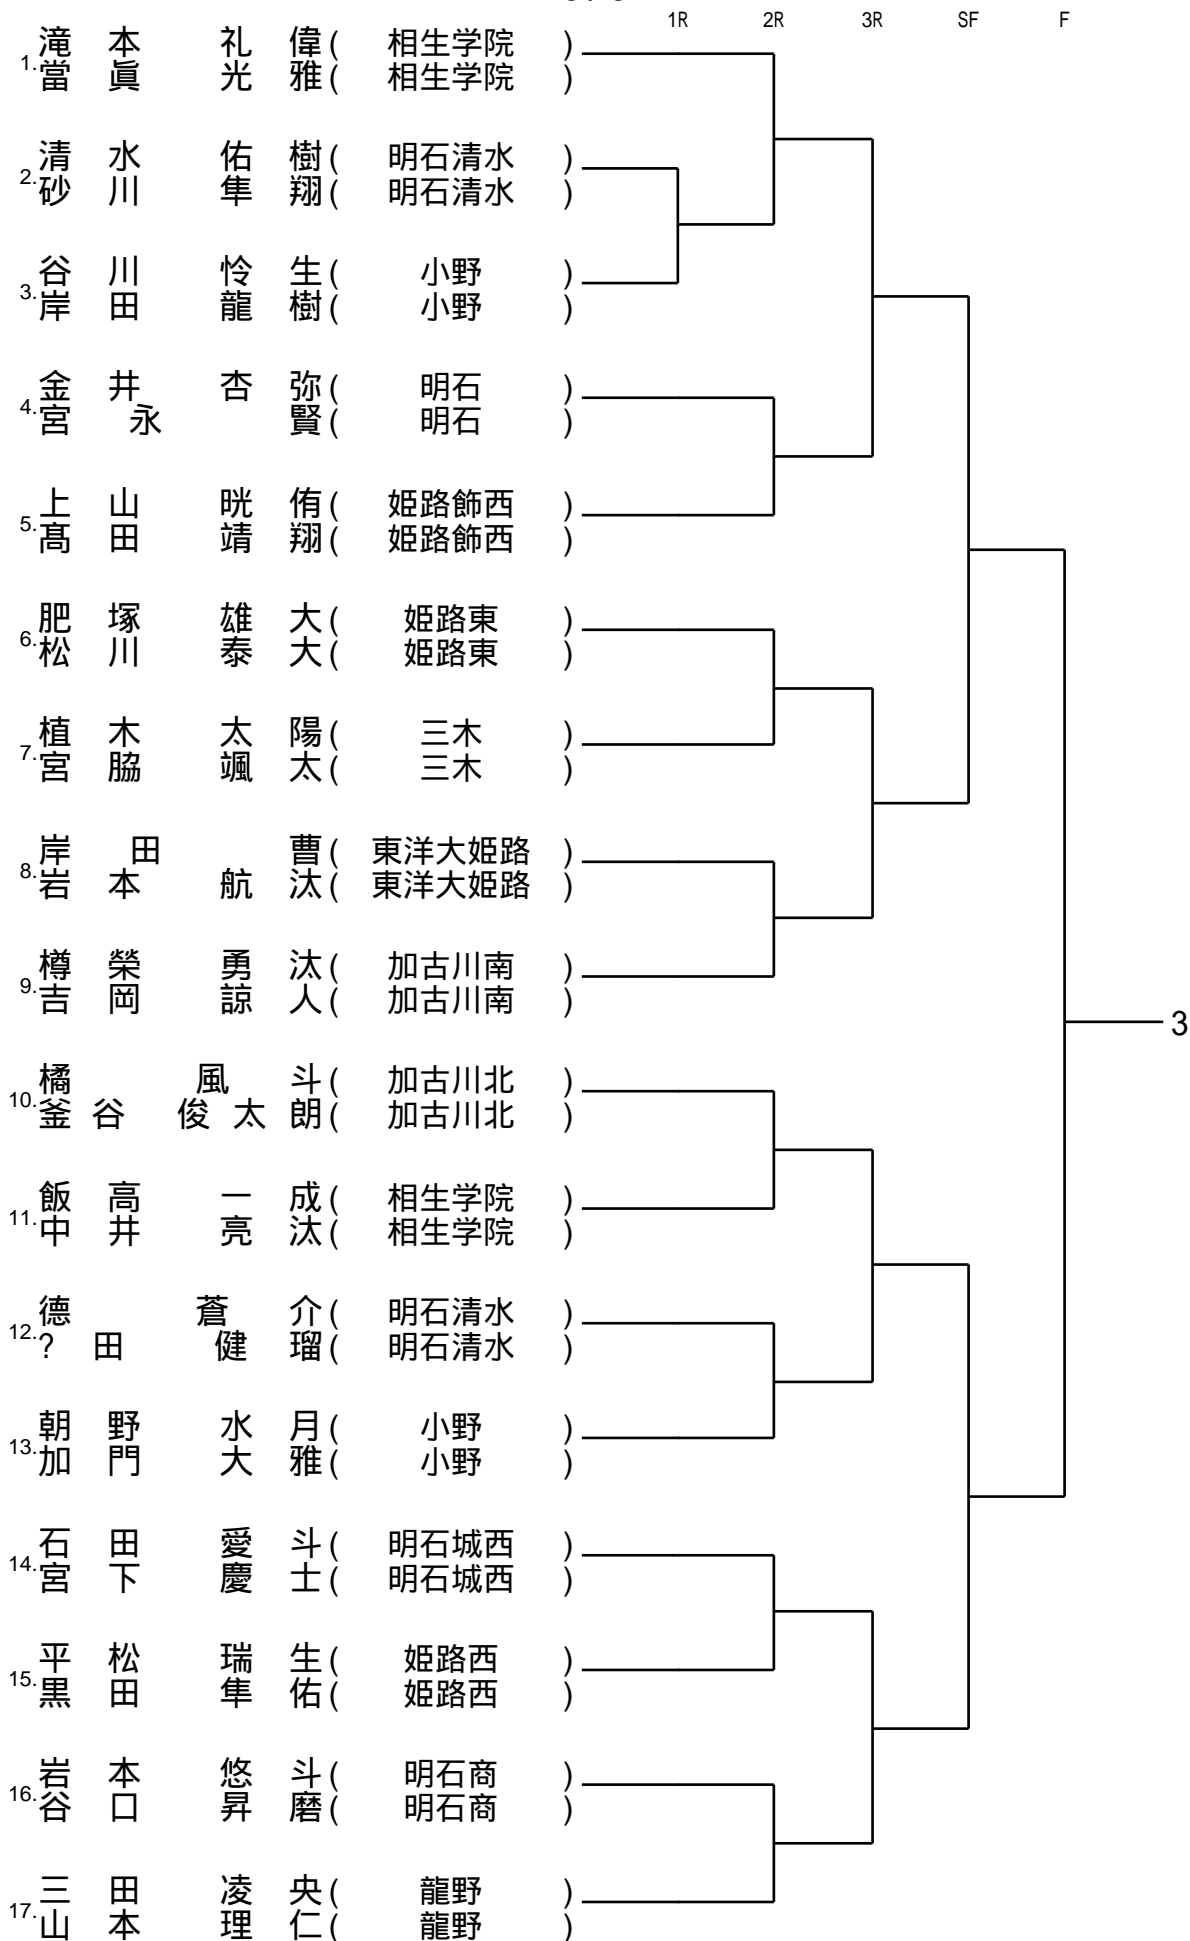 1R 2R 3R SF F
1. 滝本 礼偉( 相生学院 )
當眞 光雅( 相生学院 )
2. 清水 佑樹( 明石清水 )
砂川 隼翔( 明石清水 )
3. 谷川 怜生( 小野 )
岸田 龍樹( 小野 )
4. 金井 杏弥( 明石 )
宮永 賢( 明石 )
5. 上山 晄侑( 姫路飾西 )
髙田 靖翔( 姫路飾西 )
6. 肥塚 雄大( 姫路東 )
松川 泰大( 姫路東 )
7. 植木 太陽( 三木 )
宮脇 颯太( 三木 )
8. 岸田 曹( 東洋大姫路 )
岩本 航汰( 東洋大姫路 )
9. 樽榮 勇汰( 加古川南 )
吉岡 諒人( 加古川南 )
3
10. 橘 風斗( 加古川北 )
釜谷 俊太朗( 加古川北 )
11. 飯高 一成( 相生学院 )
中井 亮汰( 相生学院 )
12. 德 蒼介( 明石清水 )
?田 健瑠( 明石清水 )
13. 朝野 水月( 小野 )
加門 大雅( 小野 )
14. 石田 愛斗( 明石城西 )
宮下 慶士( 明石城西 )
15. 平松 瑞生( 姫路西 )
黒田 隼佑( 姫路西 )
16. 岩本 悠斗( 明石商 )
谷口 昇磨( 明石商 )
17. 三田 凌央( 龍野 )
山本 理仁( 龍野 )